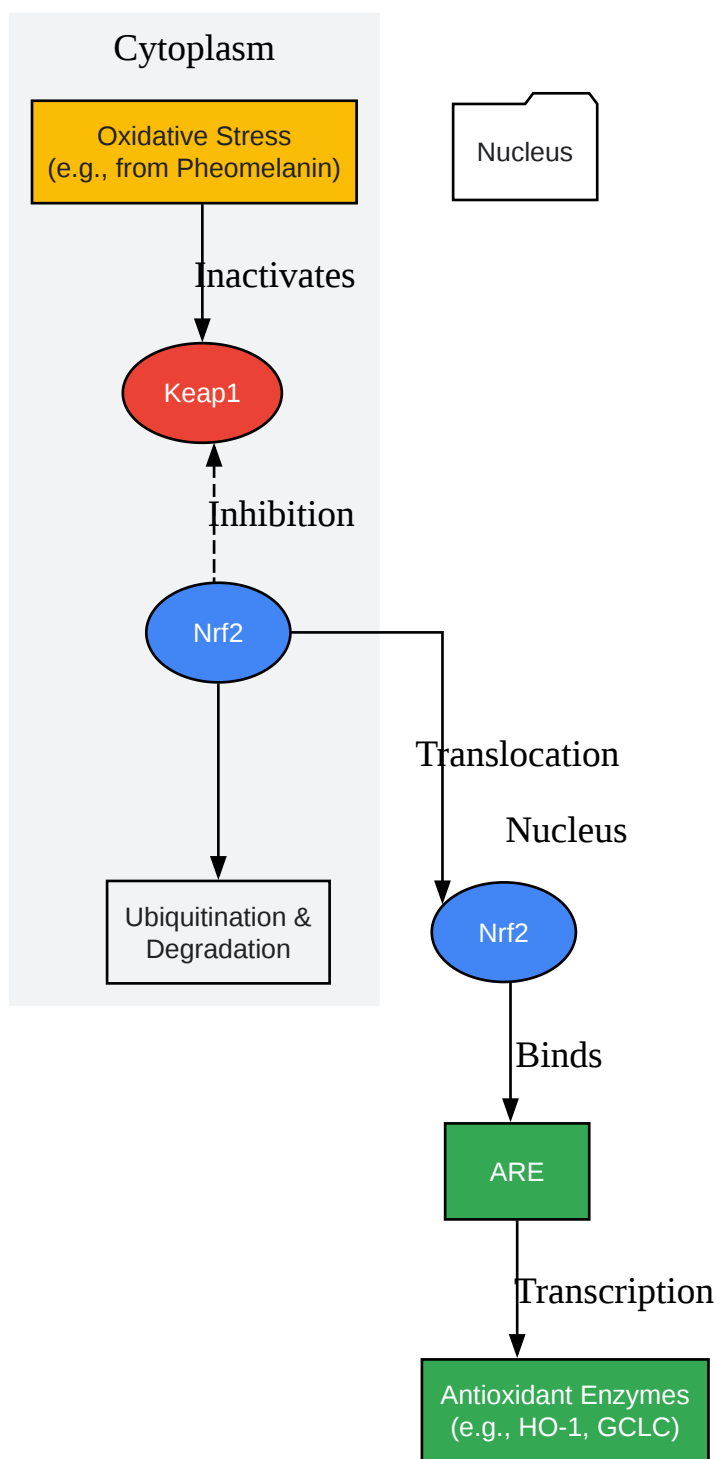 Cytoplasm
Oxidative Stress
(e.g., from Pheomelanin)
Nucleus
Inactivates
Keap1
Inhibition
Nrf2
Translocation
Nucleus
Ubiquitination &
Degradation
Nrf2
Binds
ARE
Transcription
Antioxidant Enzymes
(e.g., HO-1, GCLC)